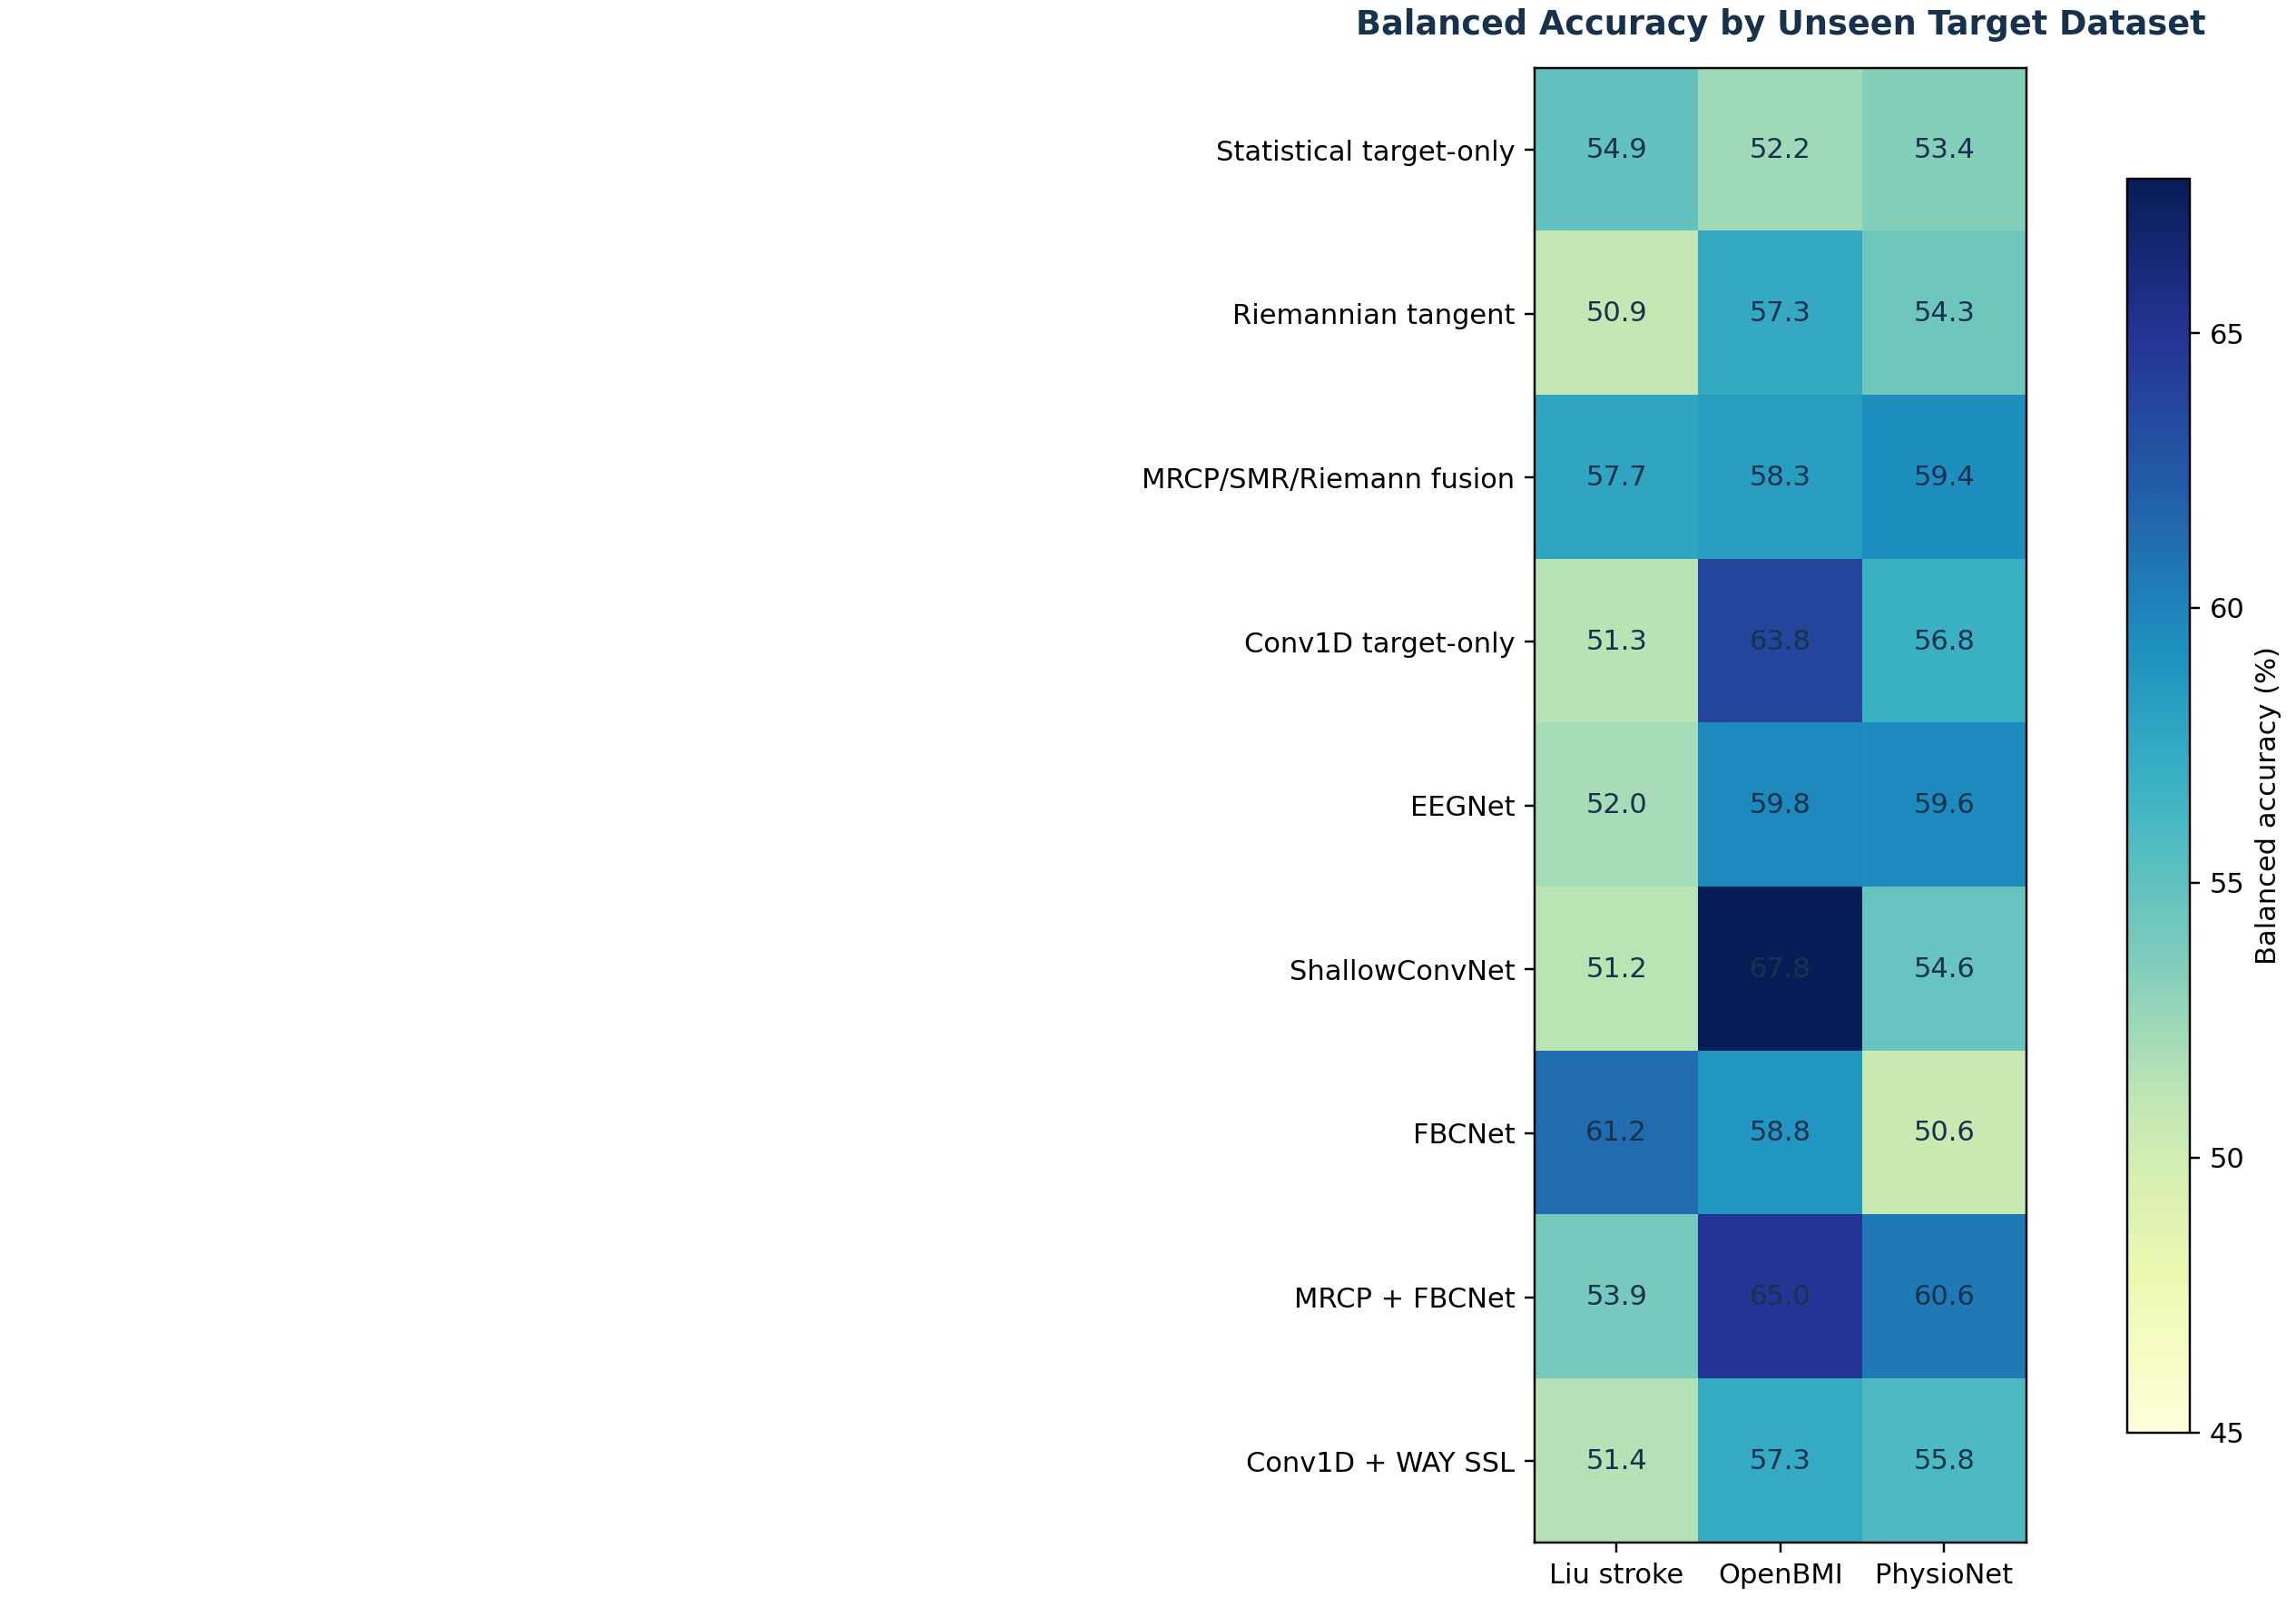 Balanced Accuracy by Unseen Target Dataset
Statistical target-only 54.9 52.2 53.4
Riemannian tangent 50.9 57.3 54.3
65
MRCP/SMR/Riemann fusion 57.7 58.3 59.4
60
Conv1D target-only 51.3 63.8 56.8
EEGNet 52.0 59.8 59.6
Balanced accuracy (%)
55
ShallowConvNet 51.2 67.8 54.6
FBCNet 61.2 58.8 50.6
50
MRCP + FBCNet 53.9 65.0 60.6
45
Conv1D + WAY SSL 51.4 57.3 55.8
Liu stroke OpenBMI PhysioNet